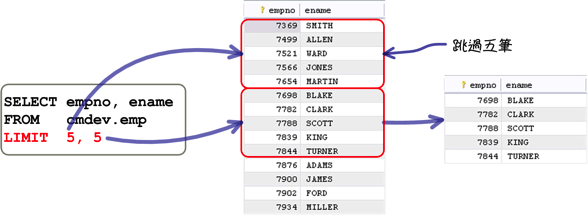 SELECT empno, ename
FROM cmdev.emp
LIMIT 5, 5
empno ename
7369 SMITH
7499 ALLEN
7521 WARD
7566 JONES
7654 MARTIN
7698 BLAKE
7782 CLARK
7788 SCOTT
7839 KING
7844 TURNER
7876 ADAMS
7900 JAMES
7902 FORD
7934 MILLER
跳過五筆
empno ename
7698 BLAKE
7782 CLARK
7788 SCOTT
7839 KING
7844 TURNER